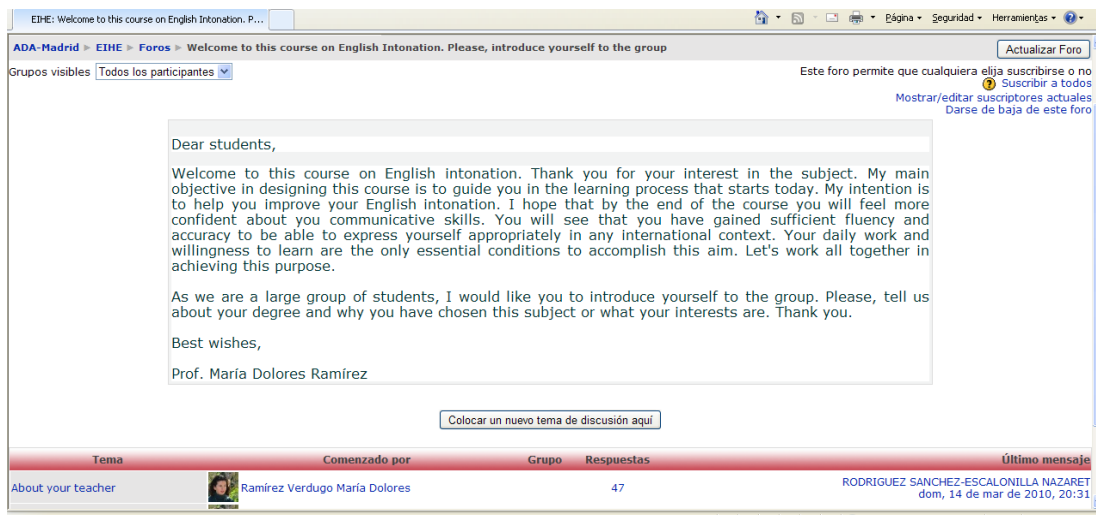 EIHE: Welcome to this course on English Intonation. P...
Página
Seguridad
Herramientas
ADA-Madrid ► EIHE ► Foros ► Welcome to this course on English Intonation. Please, introduce yourself to the group
Actualizar Foro
Grupos visibles Todos los participantes
Este foro permite que cualquiera elija suscribirse o no
Suscribir a todos
Mostrar/editar suscriptores actuales
Darse de baja de este foro
Dear students,
Welcome to this course on English intonation. Thank you for your interest in the subject. My main
objective in designing this course is to guide you in the learning process that starts today. My intention is
to help you improve your English intonation. I hope that by the end of the course you will feel more
confident about you communicative skills. You will see that you have gained sufficient fluency and
accuracy to be able to express yourself appropriately in any international context. Your daily work and
willingness to learn are the only essential conditions to accomplish this aim. Let's work all together in
achieving this purpose.
As we are a large group of students, I would like you to introduce yourself to the group. Please, tell us
about your degree and why you have chosen this subject or what your interests are. Thank you.
Best wishes,
Prof. María Dolores Ramírez
Colocar un nuevo tema de discusión aquí
Tema Comenzado por Grupo Respuestas Último mensaje
About your teacher Ramírez Verdugo María Dolores 47 RODRIGUEZ SANCHEZ-ESCALONILLA NAZARET
dom, 14 de mar de 2010, 20:31